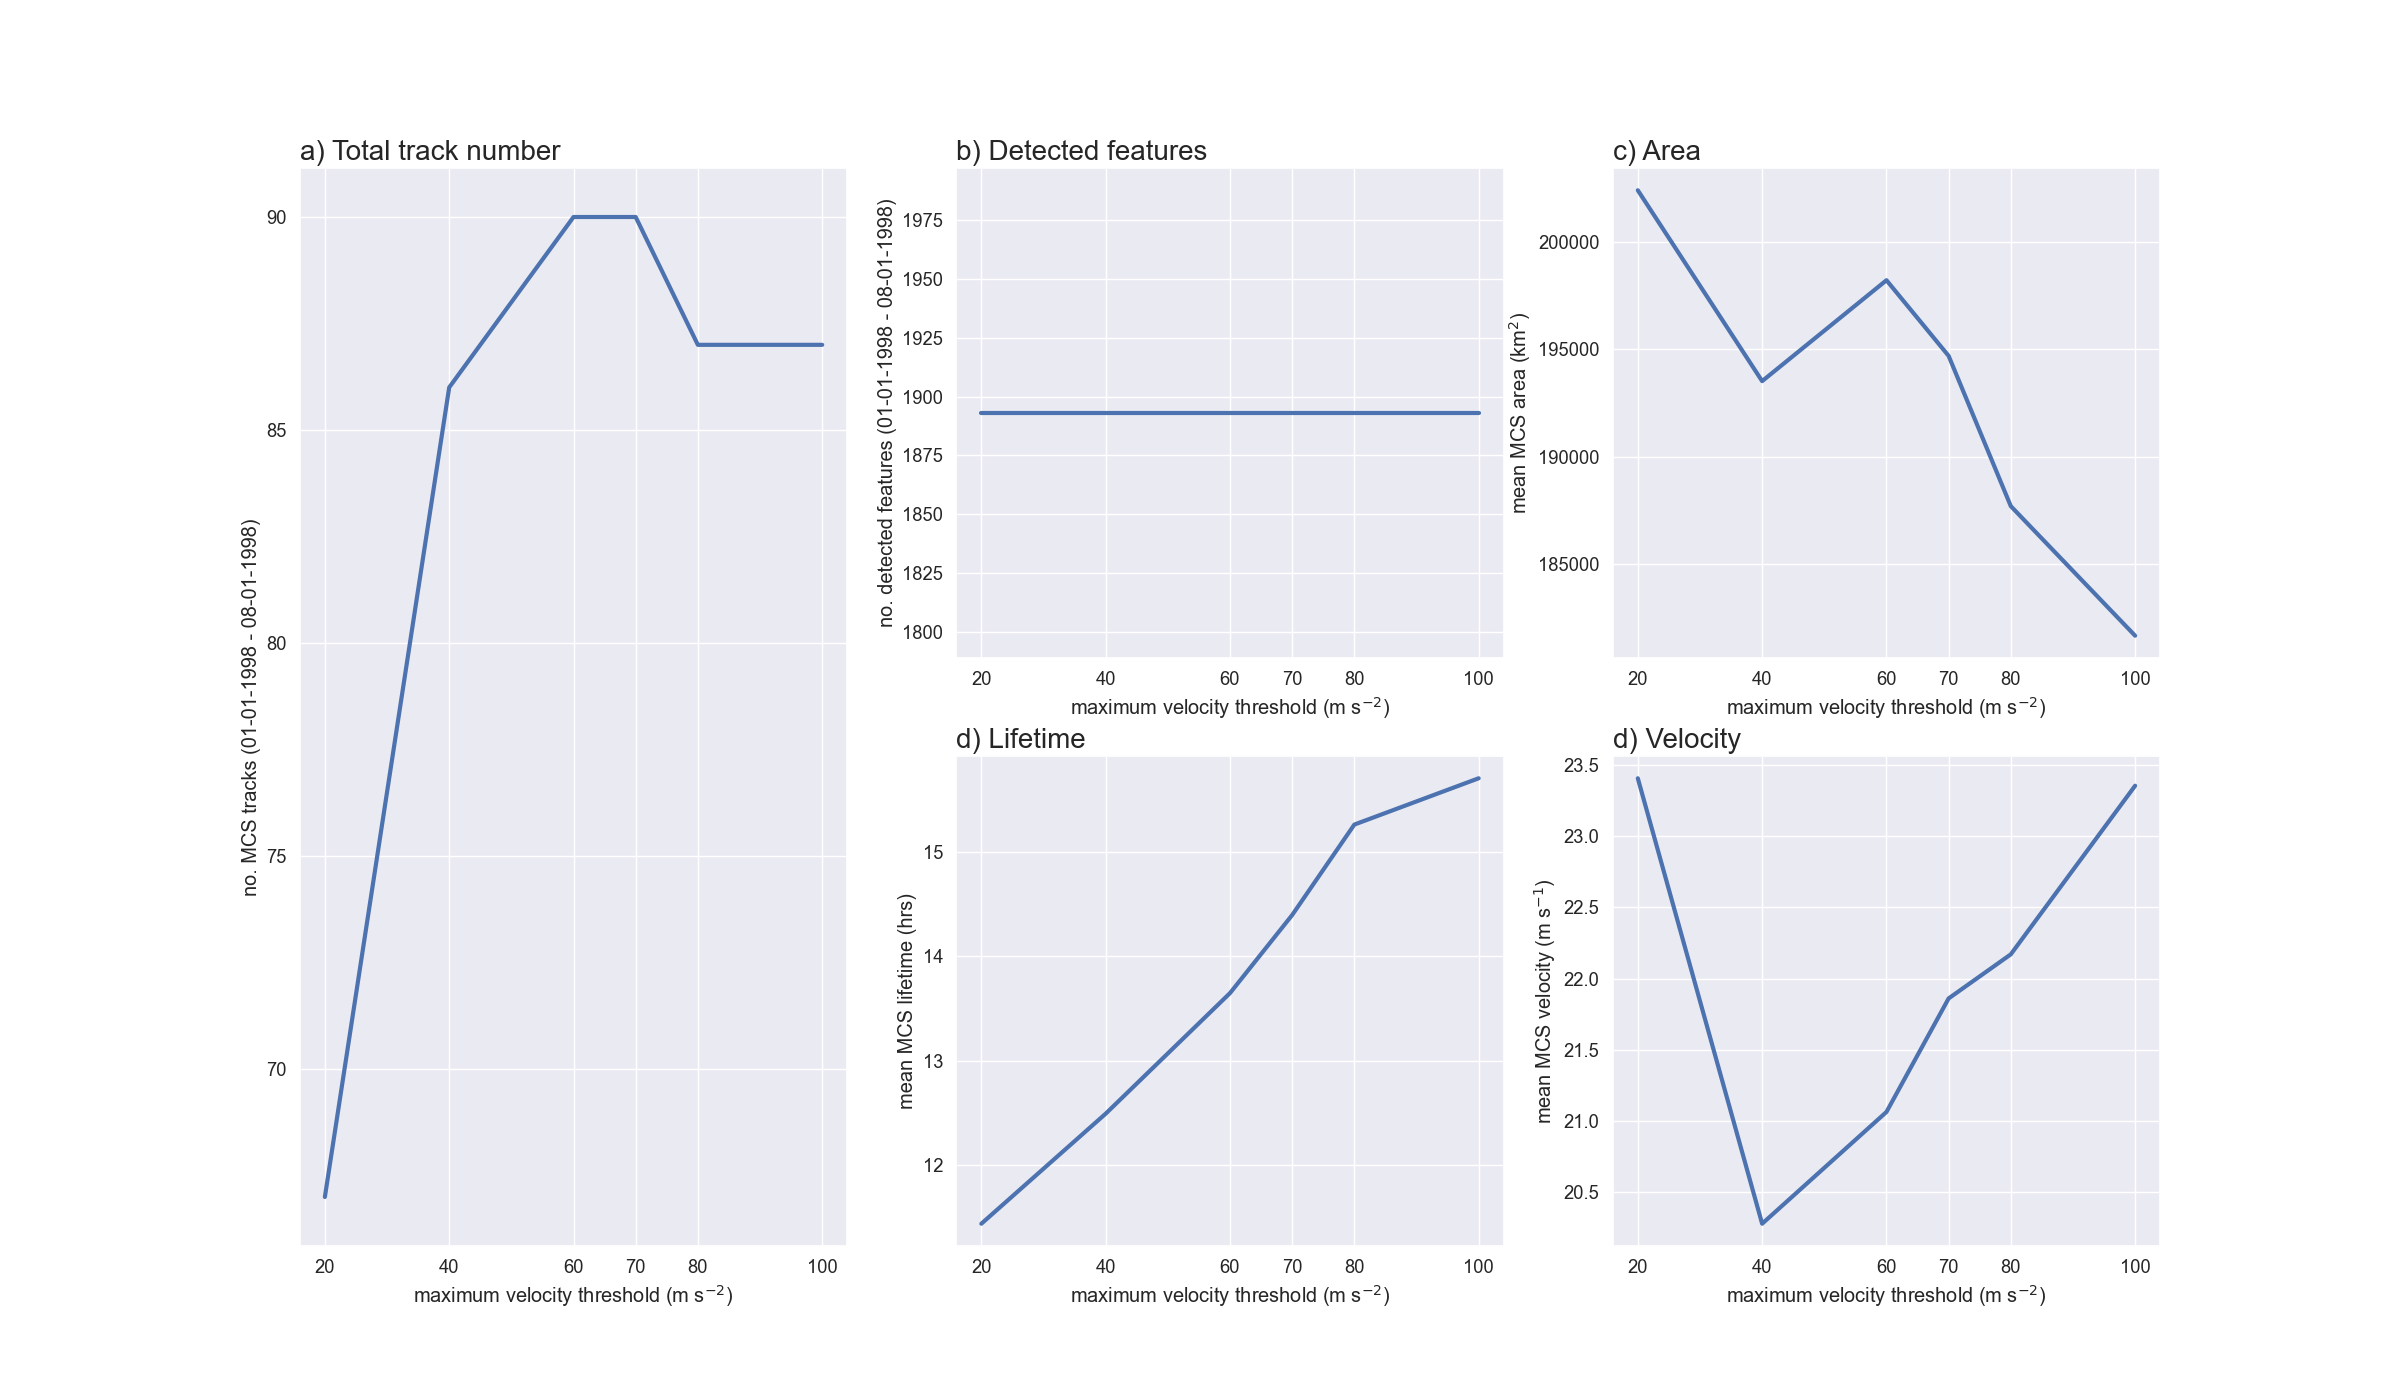 a) Total track number
90
85
80
75
70
no. MCS tracks (01-01-1998 - 08-01-1998)
20 40 60 70 80 100
maximum velocity threshold (m s⁻²)
b) Detected features
1975
1950
1925
1900
1875
1850
1825
1800
no. detected features (01-01-1998 - 08-01-1998)
20 40 60 70 80 100
maximum velocity threshold (m s⁻²)
c) Area
200000
195000
190000
185000
mean MCS area (km²)
20 40 60 70 80 100
maximum velocity threshold (m s⁻²)
d) Lifetime
15
14
13
12
mean MCS lifetime (hrs)
20 40 60 70 80 100
maximum velocity threshold (m s⁻²)
d) Velocity
23.5
23.0
22.5
22.0
21.5
21.0
20.5
mean MCS velocity (m s⁻¹)
20 40 60 70 80 100
maximum velocity threshold (m s⁻²)